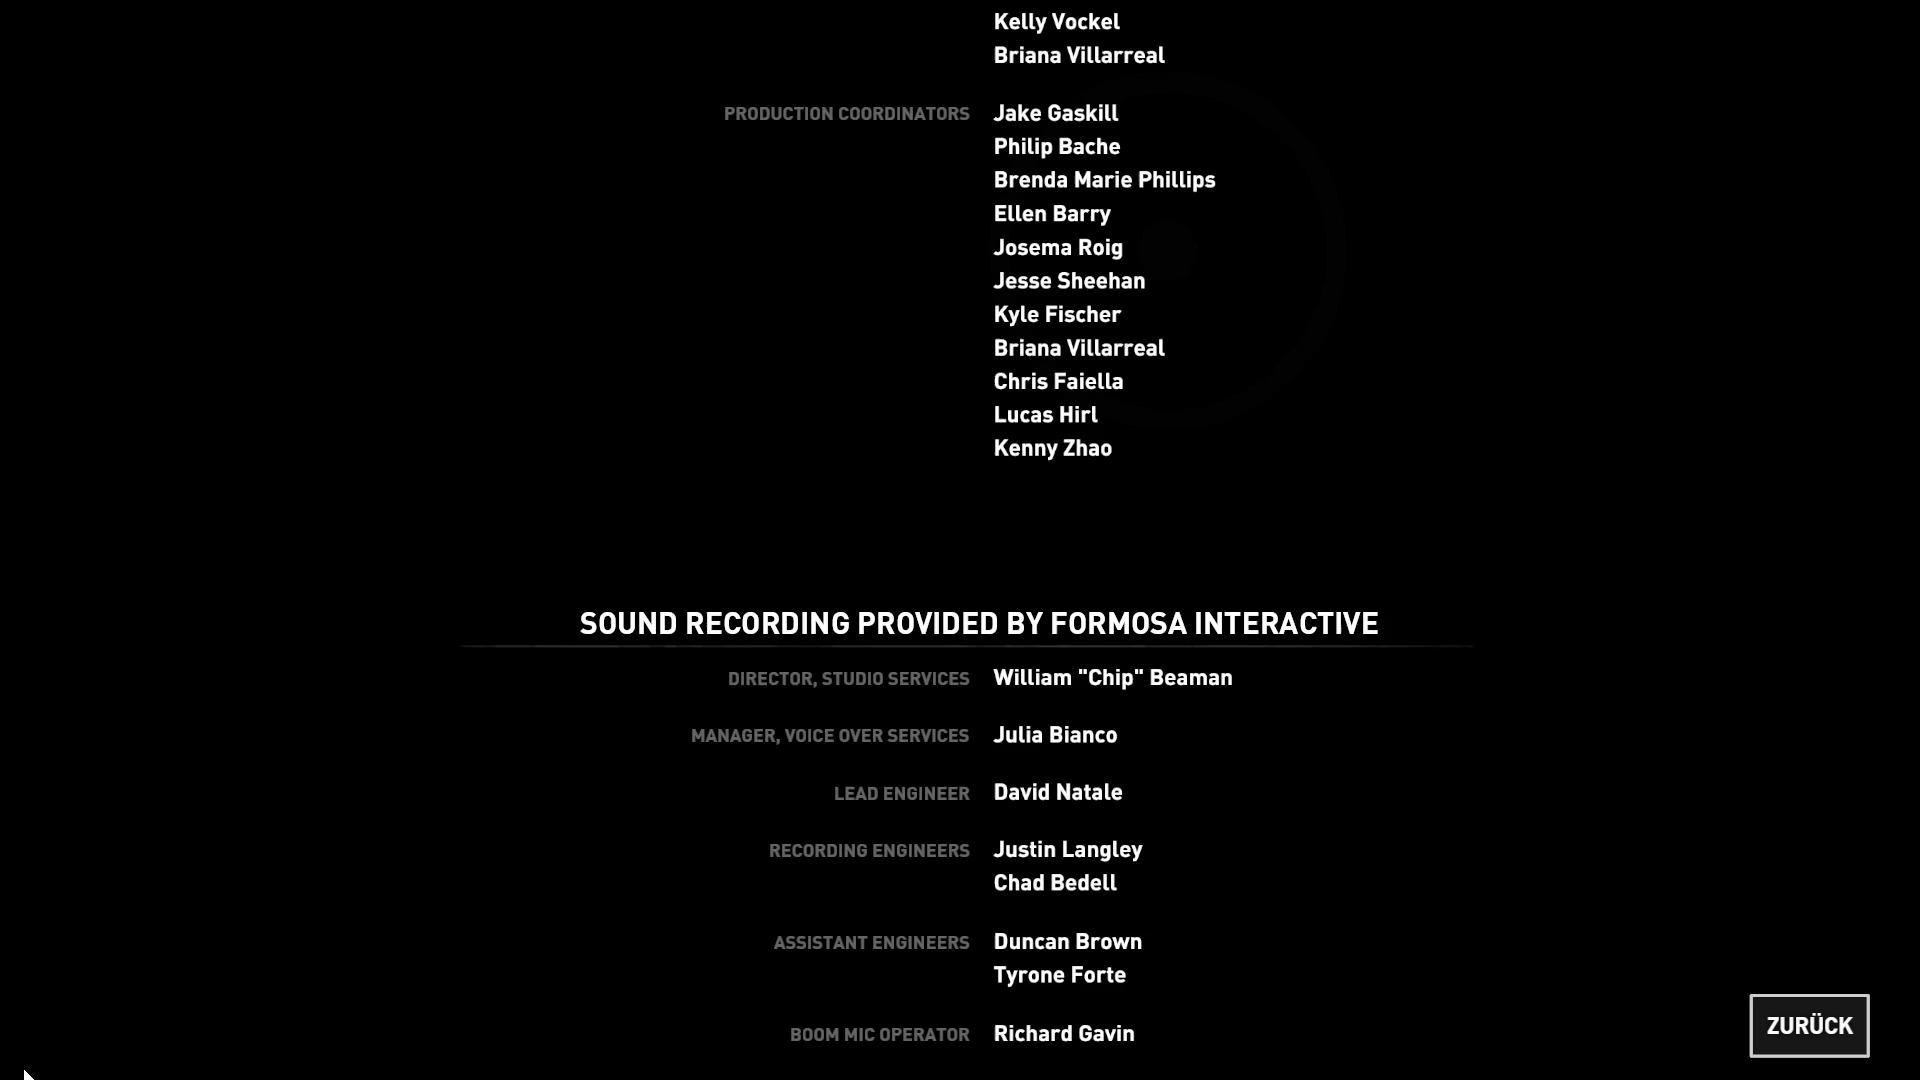 Kelly Vockel
Briana Villarreal
PRODUCTION COORDINATORS Jake Gaskill
Philip Bache
Brenda Marie Phillips
Ellen Barry
Josema Roig
Jesse Sheehan
Kyle Fischer
Briana Villarreal
Chris Faiella
Lucas Hirl
Kenny Zhao
SOUND RECORDING PROVIDED BY FORMOSA INTERACTIVE
DIRECTOR, STUDIO SERVICES William "Chip" Beaman
MANAGER, VOICE OVER SERVICES Julia Bianco
LEAD ENGINEER David Natale
RECORDING ENGINEERS Justin Langley
Chad Bedell
ASSISTANT ENGINEERS Duncan Brown
Tyrone Forte
BOOM MIC OPERATOR Richard Gavin
ZURÜCK